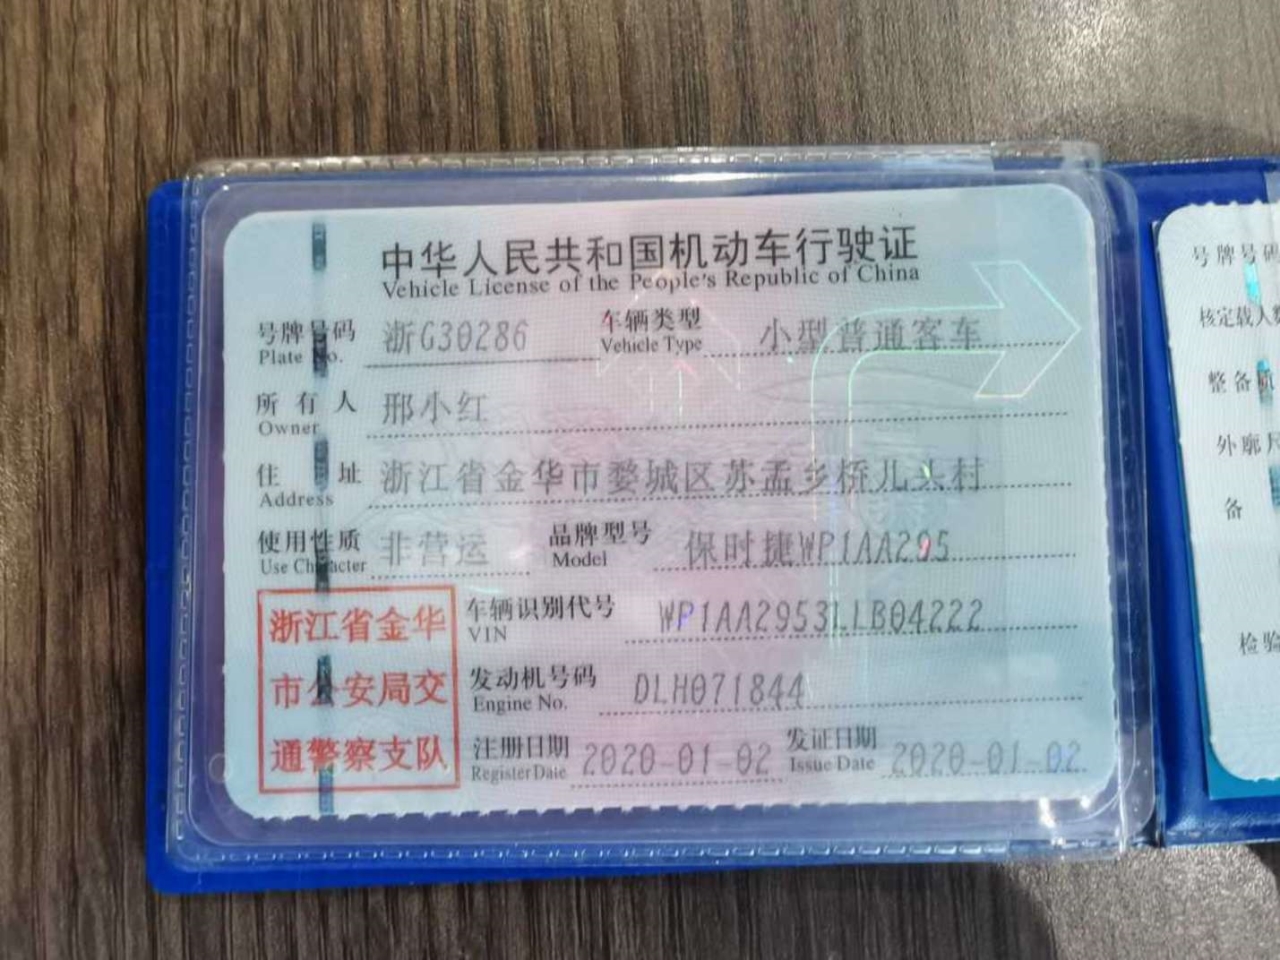 中华人民共和国机动车行驶证
Vehicle License of the People's Republic of China
号牌号码 浙G30286 车辆类型 小型普通客车
Plate No. Vehicle Type
所有人 邢小红
Owner
住址 浙江省金华市婺城区苏孟乡桥儿头村
Address
使用性质 非营运 品牌型号 保时捷WP1AA295
Use Character Model
浙江省金华
市公安局交
通警察支队
车辆识别代号 WP1AA2953LLB04222
VIN
发动机号码 DLH071844
Engine No.
注册日期 2020-01-02 发证日期 2020-01-02
Register Date Issue Date
号牌号码
核定载人数
整备质
外廓尺
备
检验